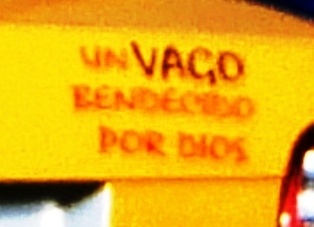 UN VAGO
BENDECIDO
POR DIOS